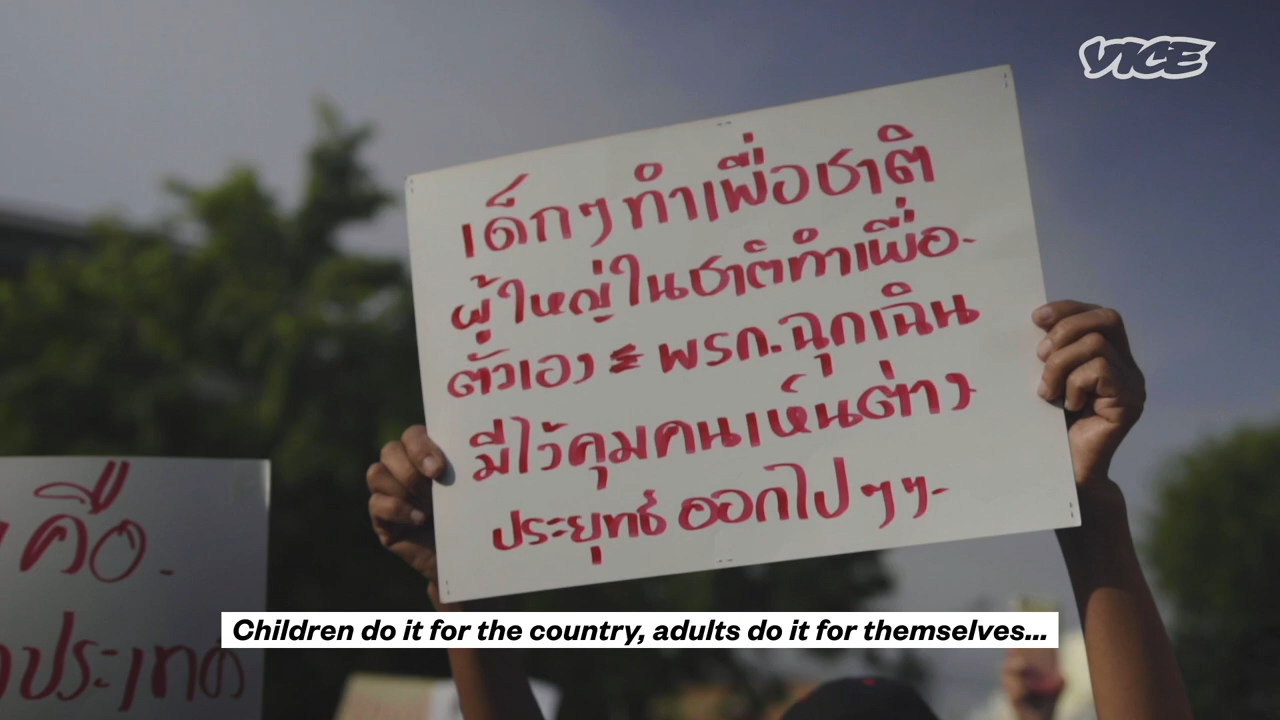 VICE
เด็กๆ ทำเพื่อชาติ
ผู้ใหญ่ในชาติทำเพื่อ-
ตัวเอง = พรก.ฉุกเฉิน
มีไว้คุมคนเห็นต่าง
ประยุทธ์ ออกไป ๆๆ-
คือ -
ประเทศ
Children do it for the country, adults do it for themselves...